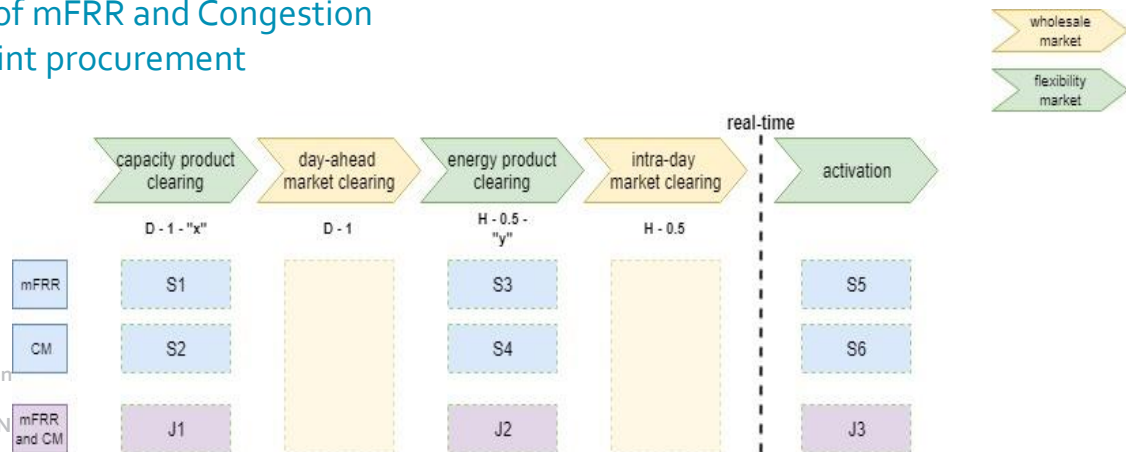 of mFRR and Congestion
int procurement
wholesale
market
flexibility
market
real-time
capacity product
clearing
day-ahead
market clearing
energy product
clearing
intra-day
market clearing
activation
D - 1 - "x"
D - 1
H - 0.5 -
"y"
H - 0.5
mFRR
S1
S3
S5
CM
S2
S4
S6
n
N
mFRR
and CM
J1
J2
J3